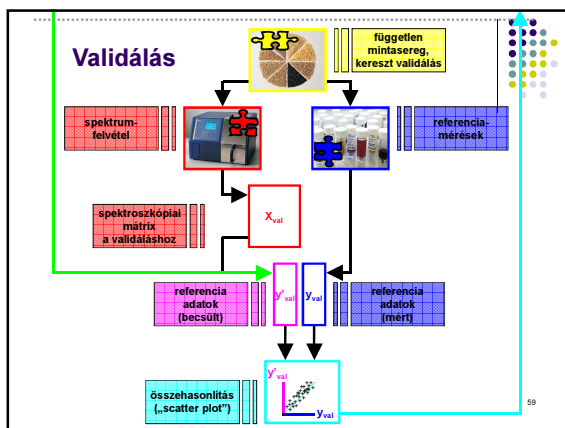 Validálás
független
mintasereg,
kereszt validálás
spektrum-
felvétel
referencia-
mérések
spektroszkópiai
mátrix
a validáláshoz
Xval
referencia
adatok
(becsült)
y'val
yval
referencia
adatok
(mért)
összehasonlítás
(„scatter plot")
y'val
yval
59